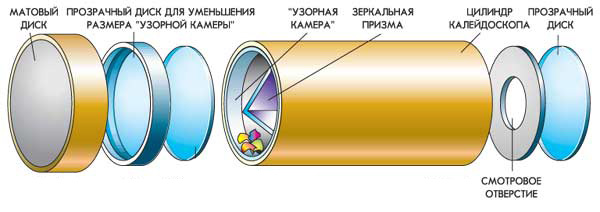 МАТОВЫЙ
ДИСК
ПРОЗРАЧНЫЙ ДИСК ДЛЯ УМЕНЬШЕНИЯ
РАЗМЕРА "УЗОРНОЙ КАМЕРЫ"
"УЗОРНАЯ
КАМЕРА"
ЗЕРКАЛЬНАЯ
ПРИЗМА
ЦИЛИНДР
КАЛЕЙДОСКОПА
ПРОЗРАЧНЫЙ
ДИСК
СМОТРОВОЕ
ОТВЕРСТИЕ